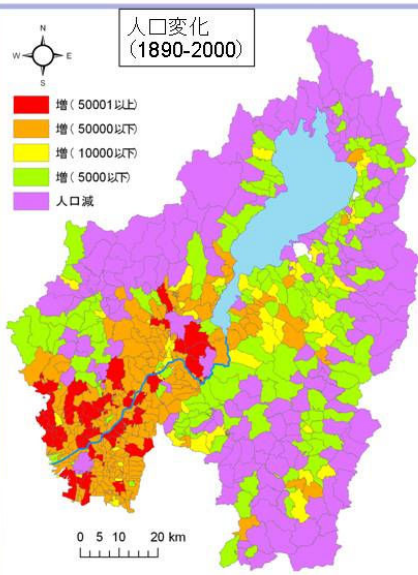 人口変化
(1890-2000)
N
W E
S
増( 50001以上)
増( 50000以下)
増( 10000以下)
増( 5000以下)
人口減
0 5 10 20 km